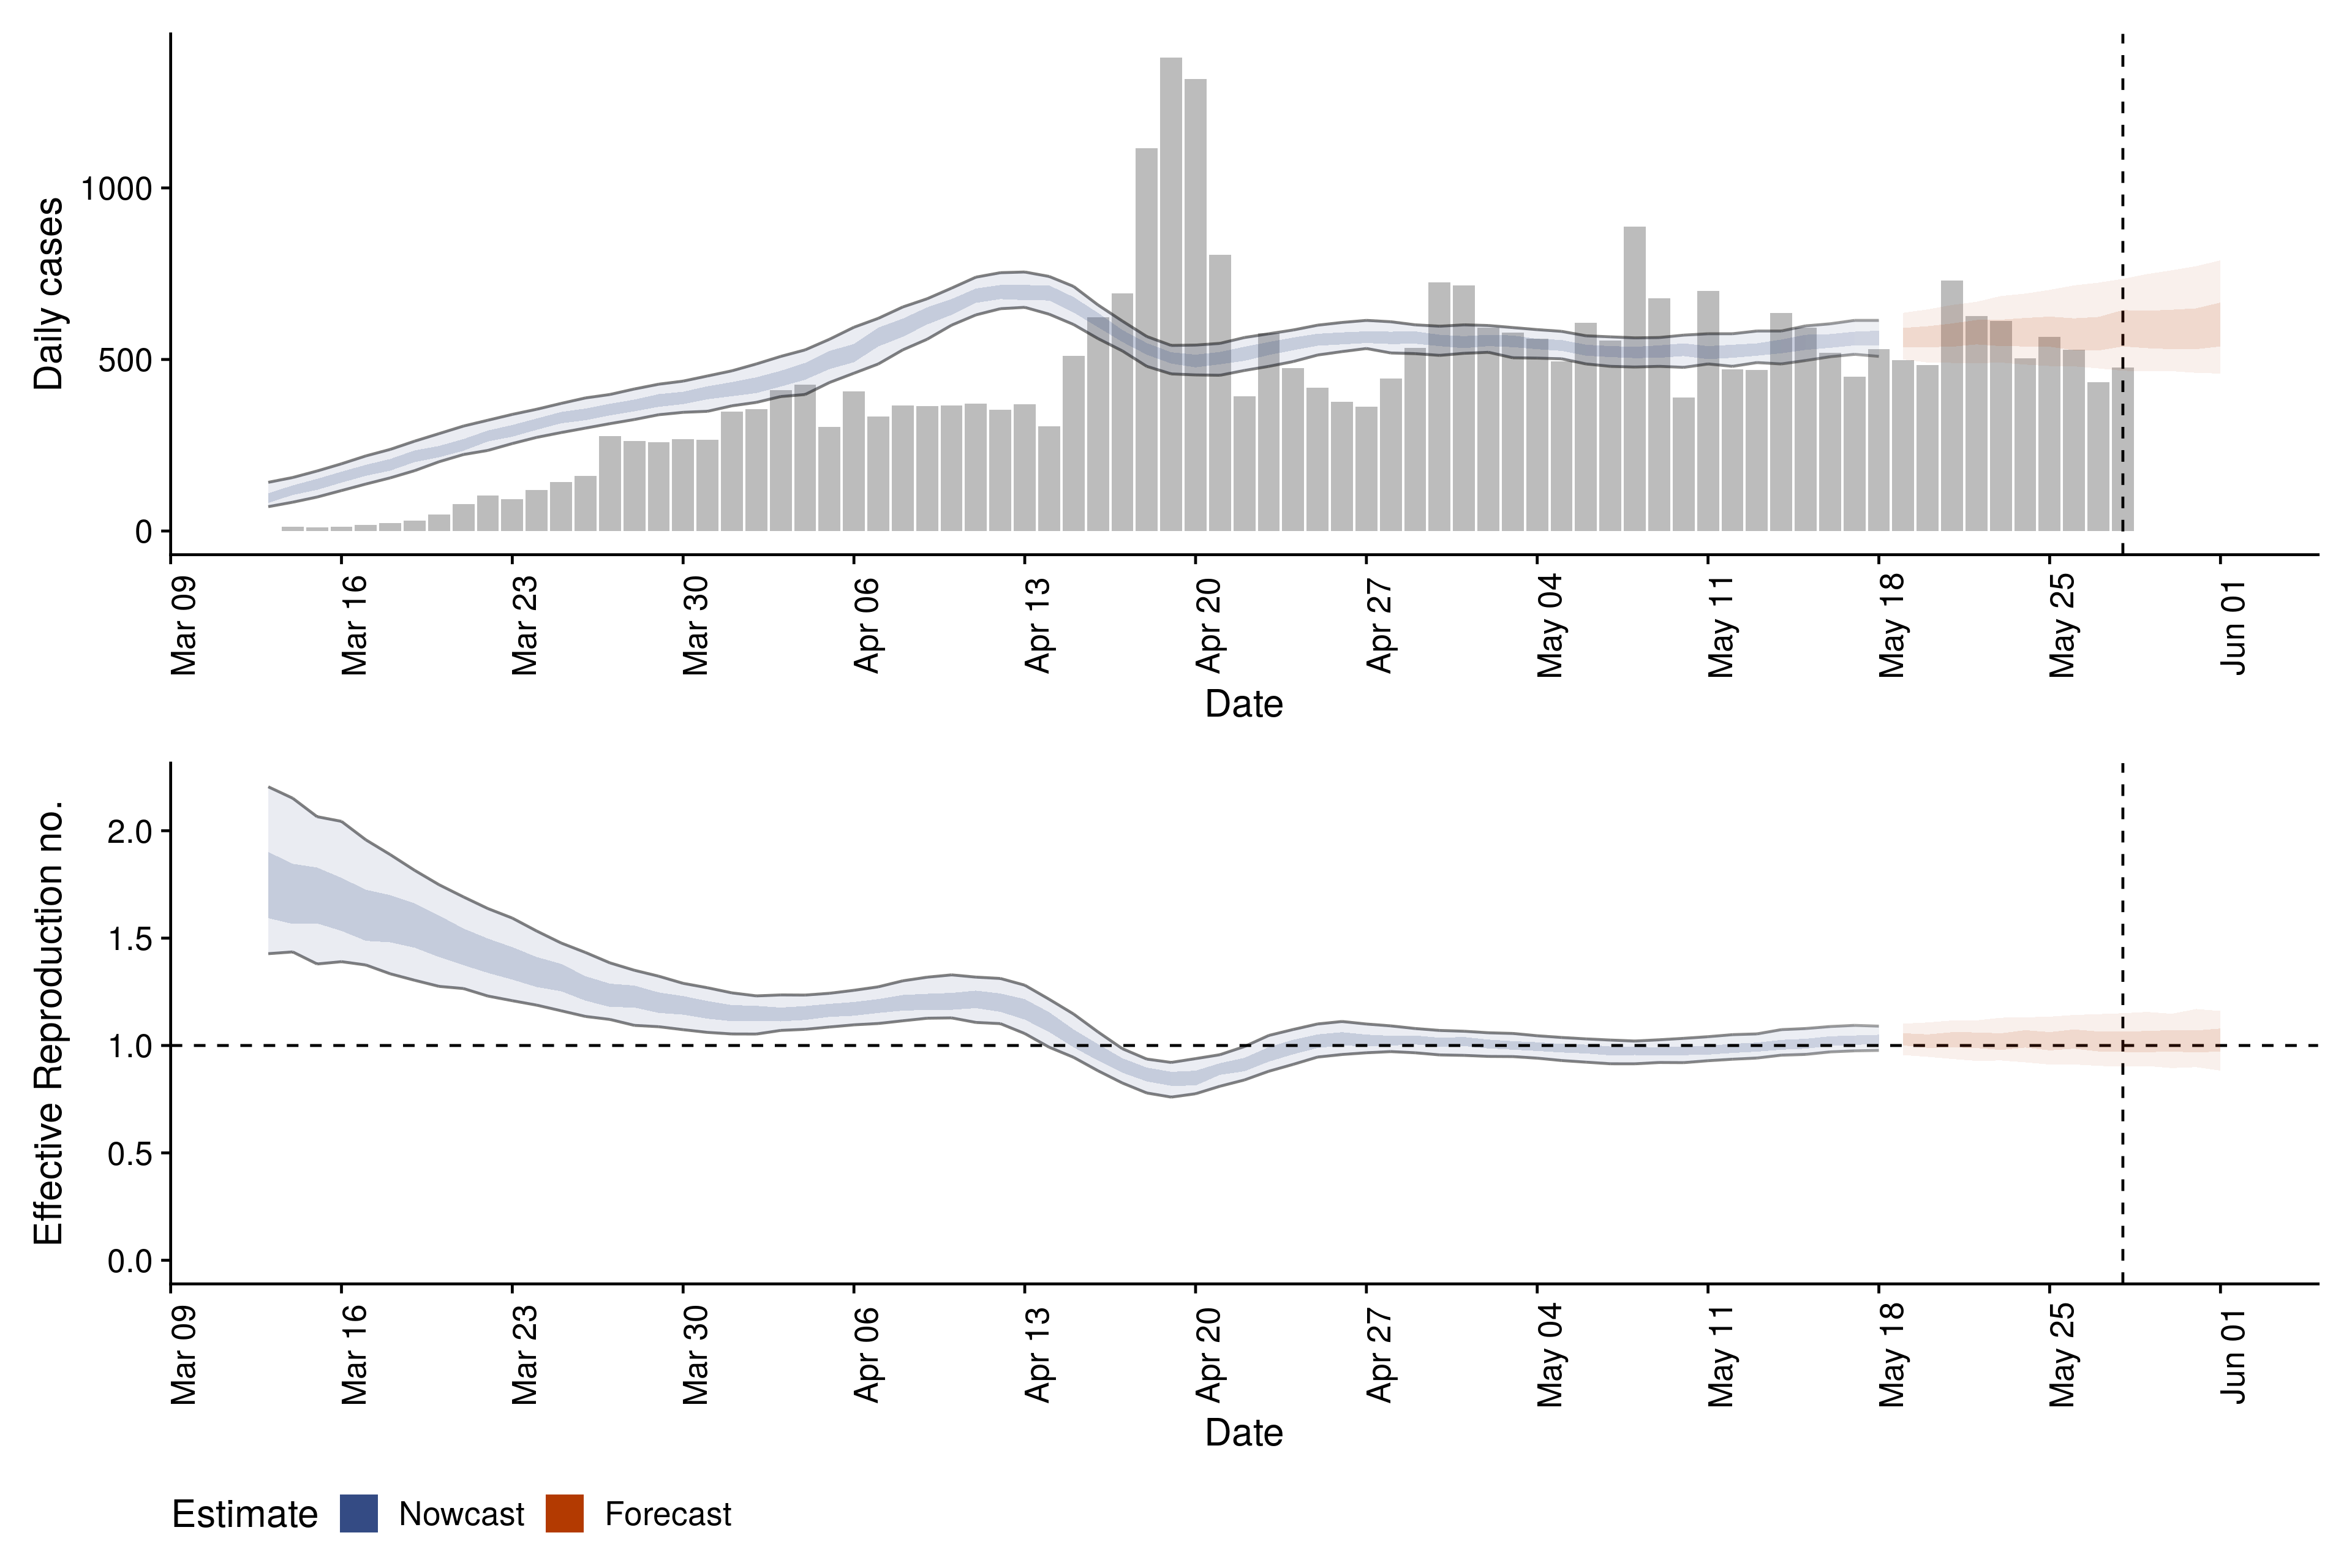 Daily cases
1000
500
0
Mar 09
Mar 16
Mar 23
Mar 30
Apr 06
Apr 13
Apr 20
Apr 27
May 04
May 11
May 18
May 25
Jun 01
Date
Effective Reproduction no.
2.0
1.5
1.0
0.5
0.0
Mar 09
Mar 16
Mar 23
Mar 30
Apr 06
Apr 13
Apr 20
Apr 27
May 04
May 11
May 18
May 25
Jun 01
Date
Estimate Nowcast Forecast